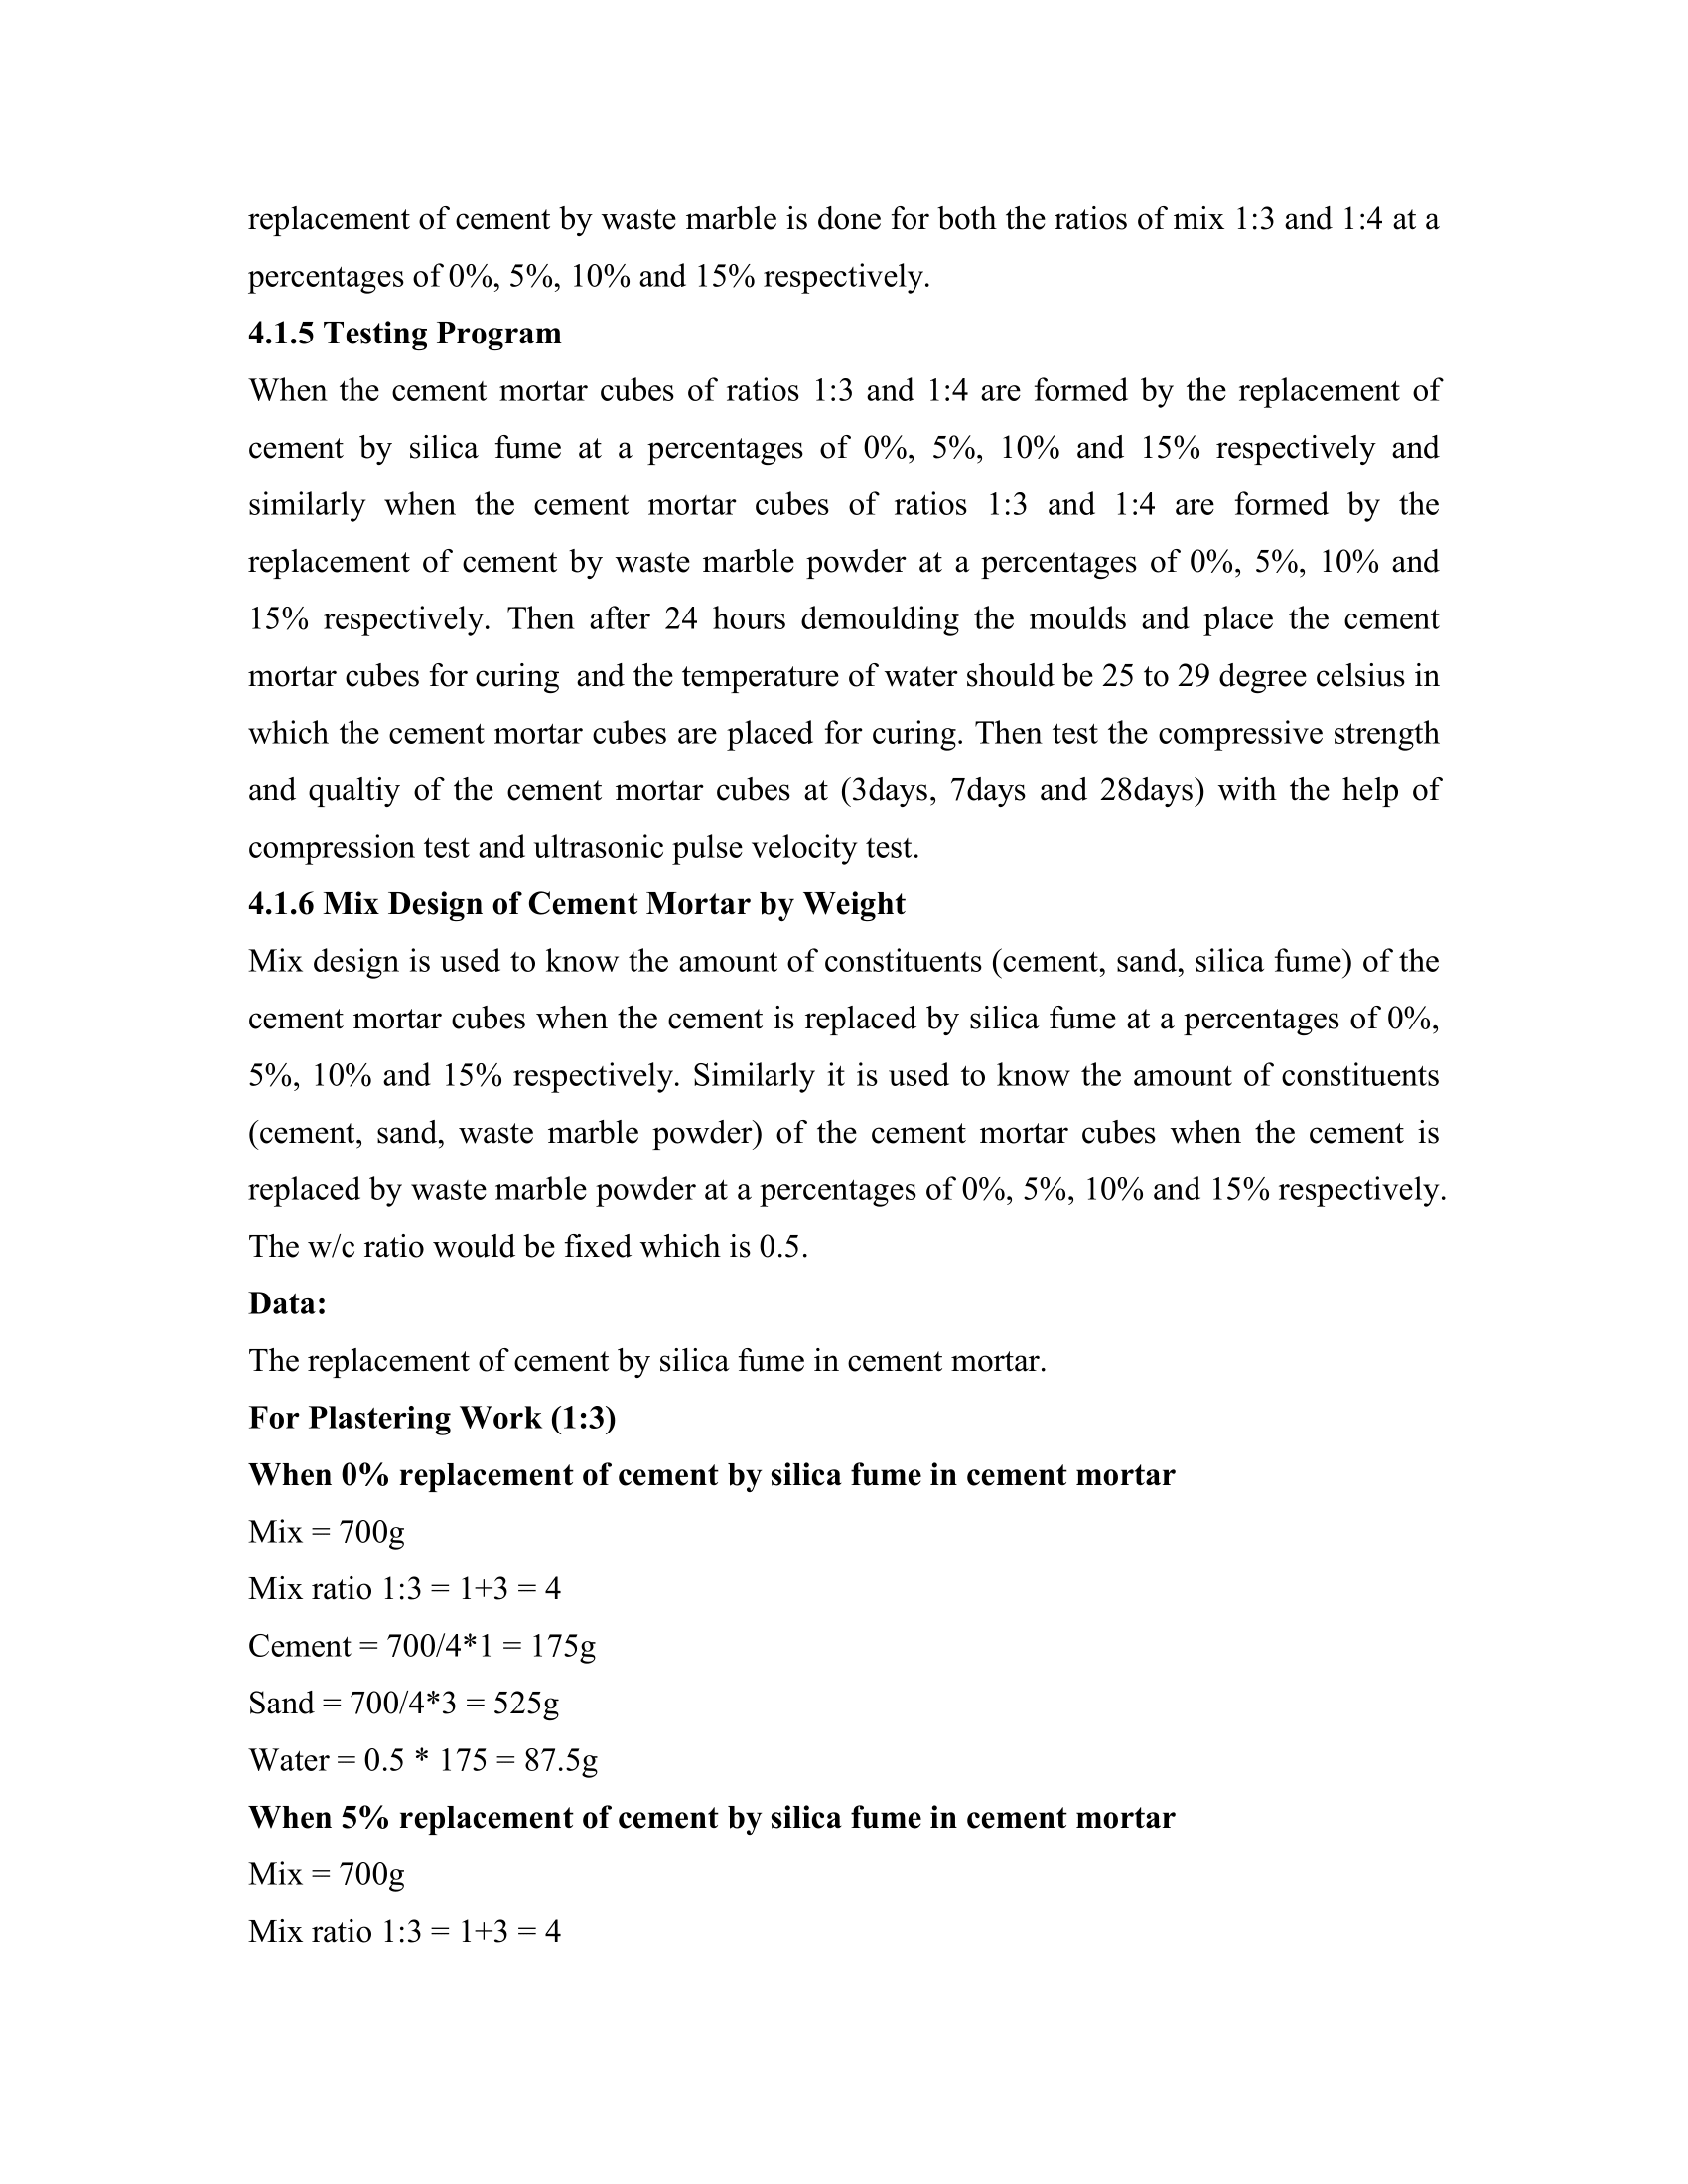 replacement of cement by waste marble is done for both the ratios of mix 1:3 and 1:4 at a
percentages of 0%, 5%, 10% and 15% respectively.
4.1.5 Testing Program
When the cement mortar cubes of ratios 1:3 and 1:4 are formed by the replacement of
cement by silica fume at a percentages of 0%, 5%, 10% and 15% respectively and
similarly when the cement mortar cubes of ratios 1:3 and 1:4 are formed by the
replacement of cement by waste marble powder at a percentages of 0%, 5%, 10% and
15% respectively. Then after 24 hours demoulding the moulds and place the cement
mortar cubes for curing  and the temperature of water should be 25 to 29 degree celsius in
which the cement mortar cubes are placed for curing. Then test the compressive strength
and qualtiy of the cement mortar cubes at (3days, 7days and 28days) with the help of
compression test and ultrasonic pulse velocity test.
4.1.6 Mix Design of Cement Mortar by Weight
Mix design is used to know the amount of constituents (cement, sand, silica fume) of the
cement mortar cubes when the cement is replaced by silica fume at a percentages of 0%,
5%, 10% and 15% respectively. Similarly it is used to know the amount of constituents
(cement, sand, waste marble powder) of the cement mortar cubes when the cement is
replaced by waste marble powder at a percentages of 0%, 5%, 10% and 15% respectively.
The w/c ratio would be fixed which is 0.5.
Data:
The replacement of cement by silica fume in cement mortar.
For Plastering Work (1:3)
When 0% replacement of cement by silica fume in cement mortar
Mix = 700g
Mix ratio 1:3 = 1+3 = 4
Cement = 700/4*1 = 175g
Sand = 700/4*3 = 525g
Water = 0.5 * 175 = 87.5g
When 5% replacement of cement by silica fume in cement mortar
Mix = 700g
Mix ratio 1:3 = 1+3 = 4